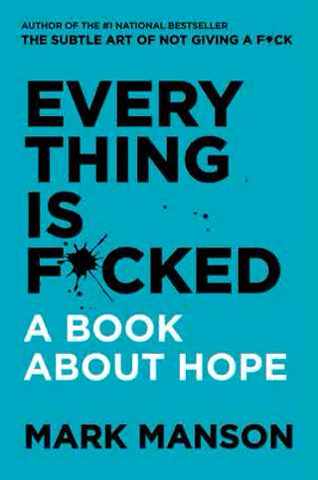 AUTHOR OF THE #1 NATIONAL BESTSELLER
THE SUBTLE ART OF NOT GIVING A F*CK
EVERY
THING
IS
F*CKED
A BOOK
ABOUT HOPE
MARK MANSON